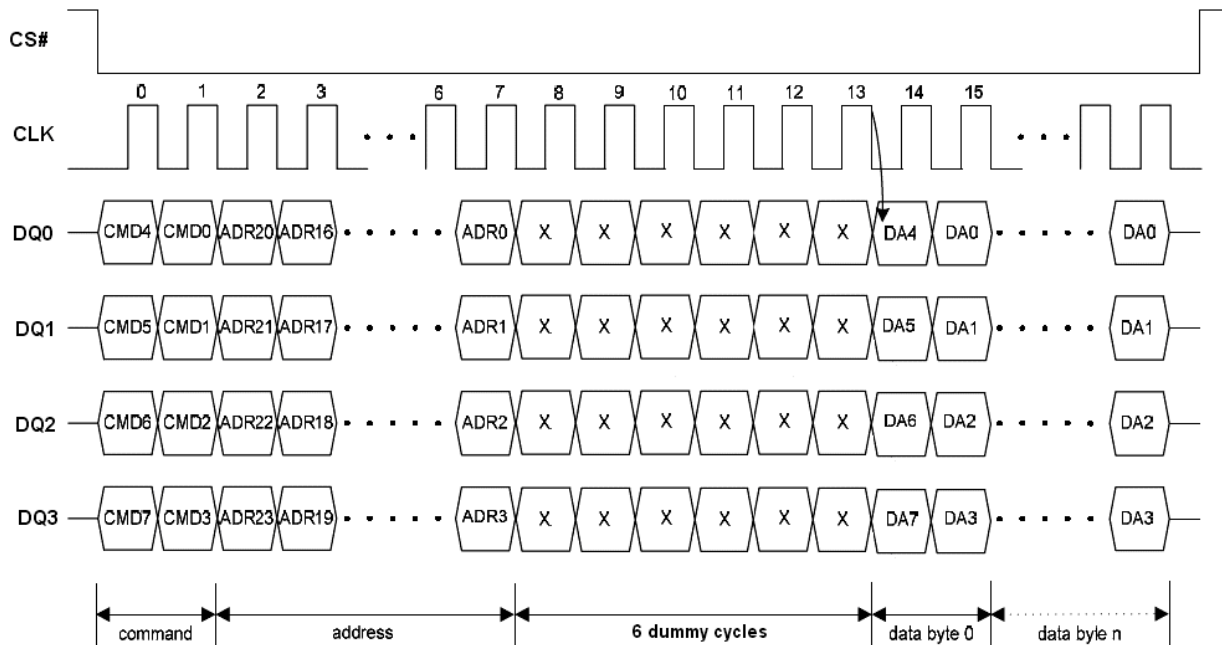 CS#
0 1 2 3 6 7 8 9 10 11 12 13 14 15
CLK
DQ0 CMD4 CMD0 ADR20 ADR16 ADR0 X X X X X X DA4 DA0 DA0
DQ1 CMD5 CMD1 ADR21 ADR17 ADR1 X X X X X X DA5 DA1 DA1
DQ2 CMD6 CMD2 ADR22 ADR18 ADR2 X X X X X X DA6 DA2 DA2
DQ3 CMD7 CMD3 ADR23 ADR19 ADR3 X X X X X X DA7 DA3 DA3
command address 6 dummy cycles data byte 0 data byle n